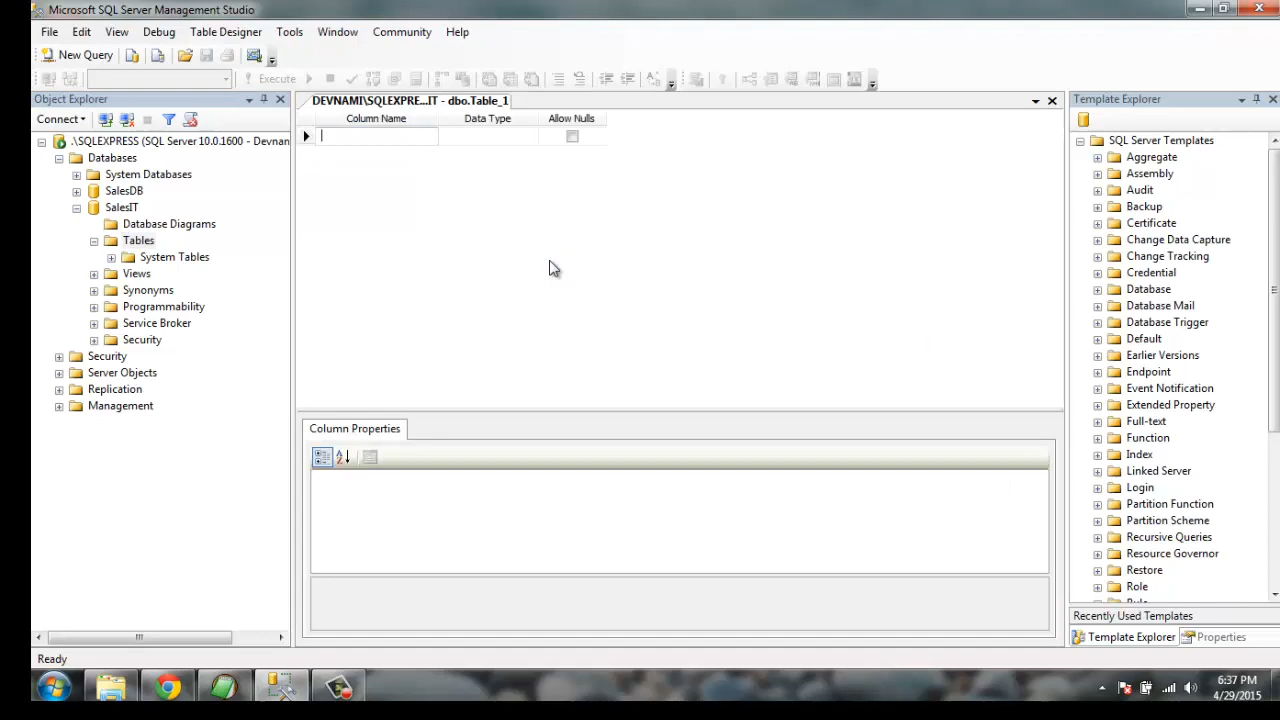 Microsoft SQL Server Management Studio
File Edit View Debug Table Designer Tools Window Community Help
New Query
Execute
Object Explorer
Connect
.\SQLEXPRESS (SQL Server 10.0.1600 - Devnan
Databases
System Databases
SalesDB
SalesIT
Database Diagrams
Tables
System Tables
Views
Synonyms
Programmability
Service Broker
Security
Security
Server Objects
Replication
Management
DEVNAMI\SQLEXPRE...IT - dbo.Table_1
Column Name Data Type Allow Nulls
Column Properties
Template Explorer
SQL Server Templates
Aggregate
Assembly
Audit
Backup
Certificate
Change Data Capture
Change Tracking
Credential
Database
Database Mail
Database Trigger
Default
Earlier Versions
Endpoint
Event Notification
Extended Property
Full-text
Function
Index
Linked Server
Login
Partition Function
Partition Scheme
Recursive Queries
Resource Governor
Restore
Role
Recently Used Templates
Template Explorer Properties
Ready
6:37 PM
4/29/2015